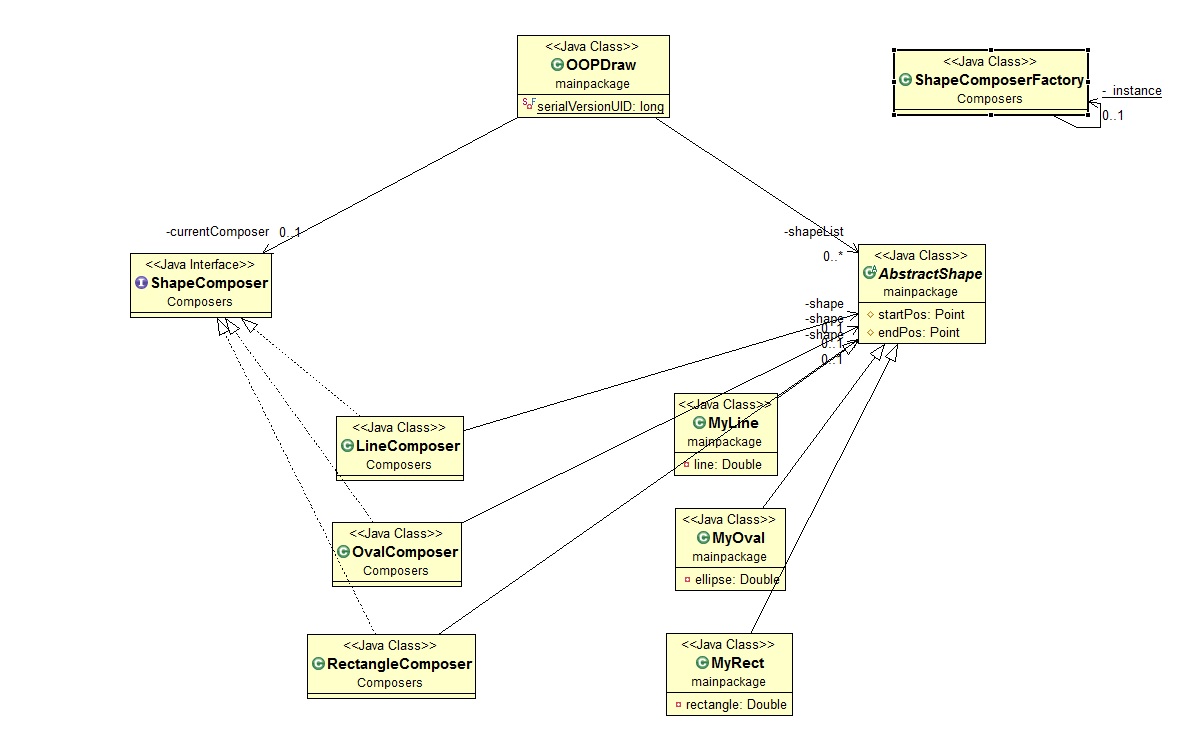 <<Java Class>>
OOPDraw
mainpackage
serialVersionUID: long
<<Java Class>>
ShapeComposerFactory
Composers
- instance
0..1
-currentComposer 0..1
-shapeList
0..*
<<Java Interface>>
ShapeComposer
Composers
<<Java Class>>
AbstractShape
mainpackage
startPos: Point
endPos: Point
-shape
-shape
0..1
-shape
0..1
0..1
<<Java Class>>
LineComposer
Composers
<<Java Class>>
MyLine
mainpackage
line: Double
<<Java Class>>
OvalComposer
Composers
<<Java Class>>
MyOval
mainpackage
ellipse: Double
<<Java Class>>
RectangleComposer
Composers
<<Java Class>>
MyRect
mainpackage
rectangle: Double